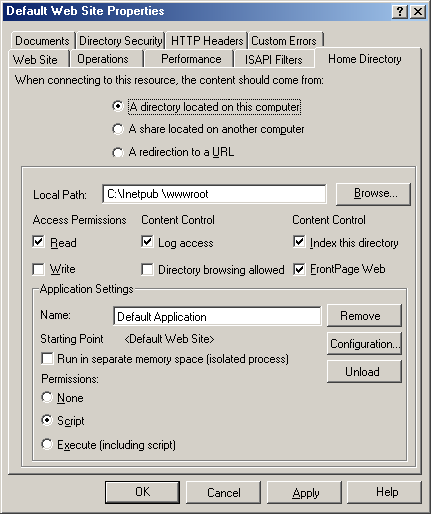 Default Web Site Properties
Documents Directory Security HTTP Headers Custom Errors
Web Site Operations Performance ISAPI Filters Home Directory
When connecting to this resource, the content should come from:
A directory located on this computer
A share located on another computer
A redirection to a URL
Local Path: C:\Inetpub \wwwroot Browse...
Access Permissions Content Control Content Control
Read Log access Index this directory
Write Directory browsing allowed FrontPage Web
Application Settings
Name: Default Application Remove
Starting Point <Default Web Site> Configuration...
Run in separate memory space (isolated process)
Unload
Permissions:
None
Script
Execute (including script)
OK Cancel Apply Help